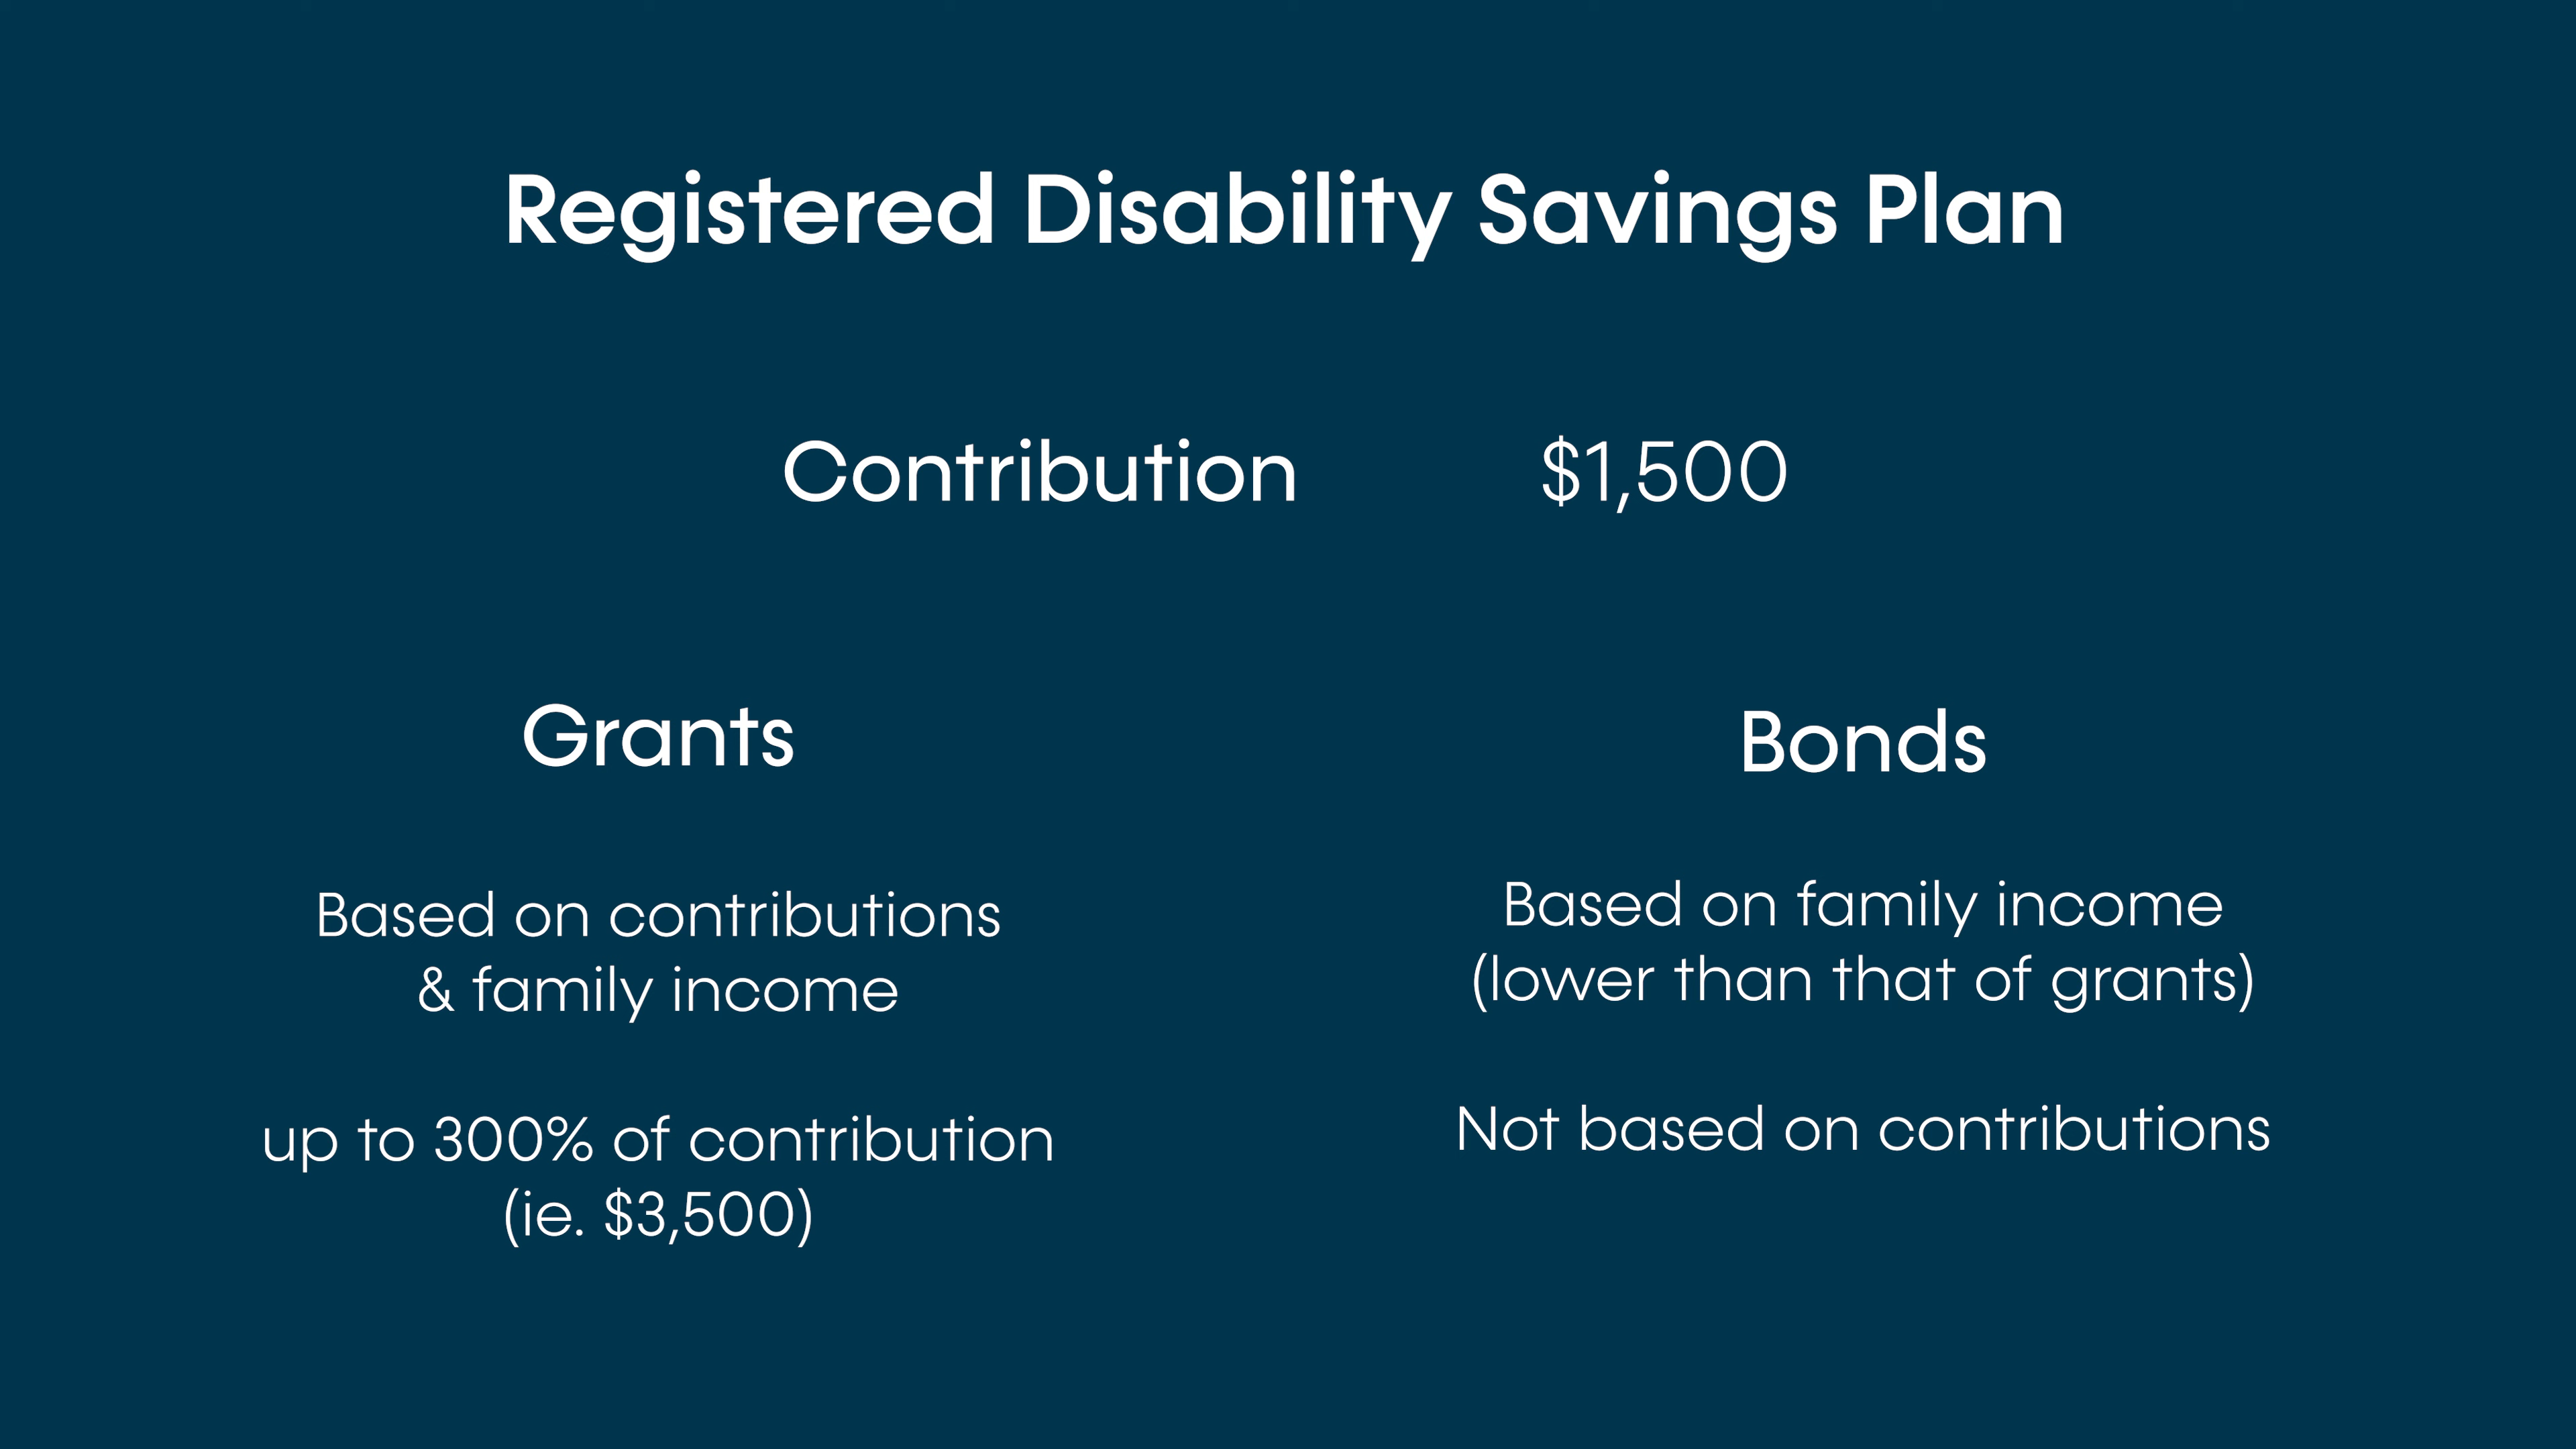 Registered Disability Savings Plan
Contribution $1,500
Grants
Based on contributions
& family income
up to 300% of contribution
(ie. $3,500)
Bonds
Based on family income
(lower than that of grants)
Not based on contributions